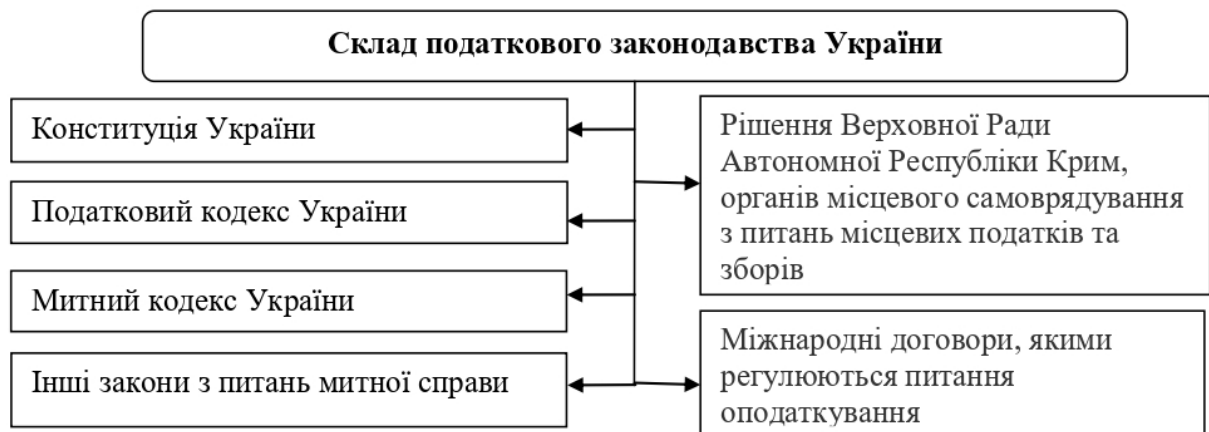 Склад податкового законодавства України
Конституція України
Податковий кодекс України
Митний кодекс України
Інші закони з питань митної справи
Рішення Верховної Ради
Автономної Республіки Крим,
органів місцевого самоврядування
з питань місцевих податків та
зборів
Міжнародні договори, якими
регулюються питання
оподаткування